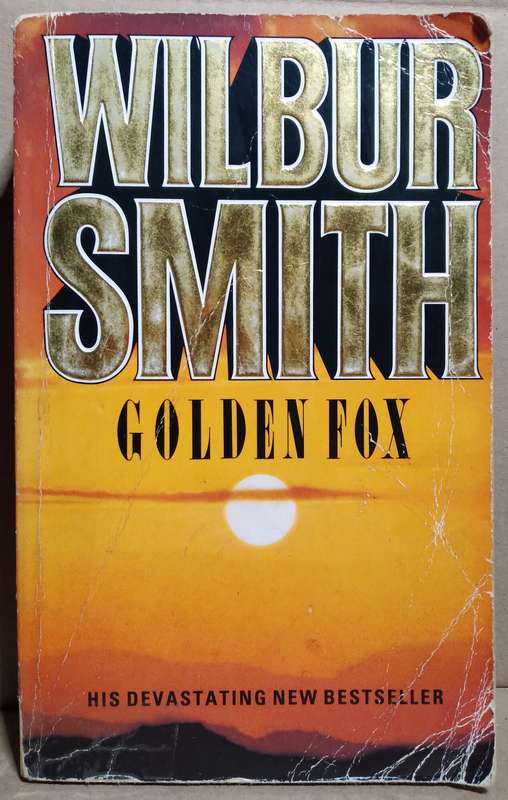 WILBUR
SMITH
GOLDEN FOX
HIS DEVASTATING NEW BESTSELLER